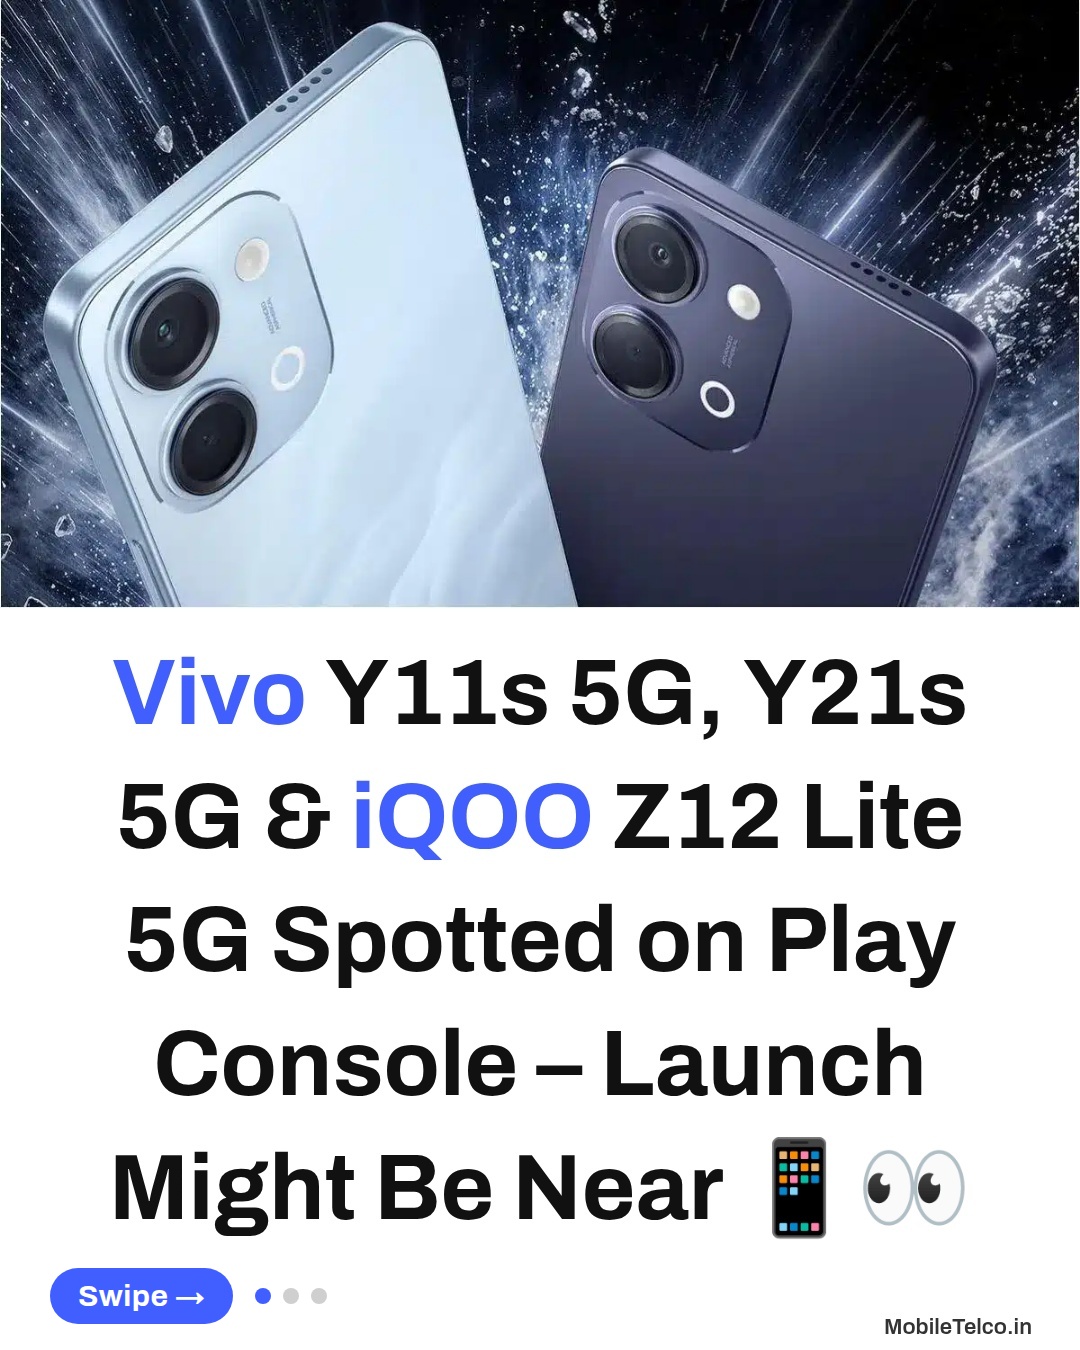 Vivo Y11s 5G, Y21s
5G & iQOO Z12 Lite
5G Spotted on Play
Console – Launch
Might Be Near 📱 👀
Swipe →
MobileTelco.in